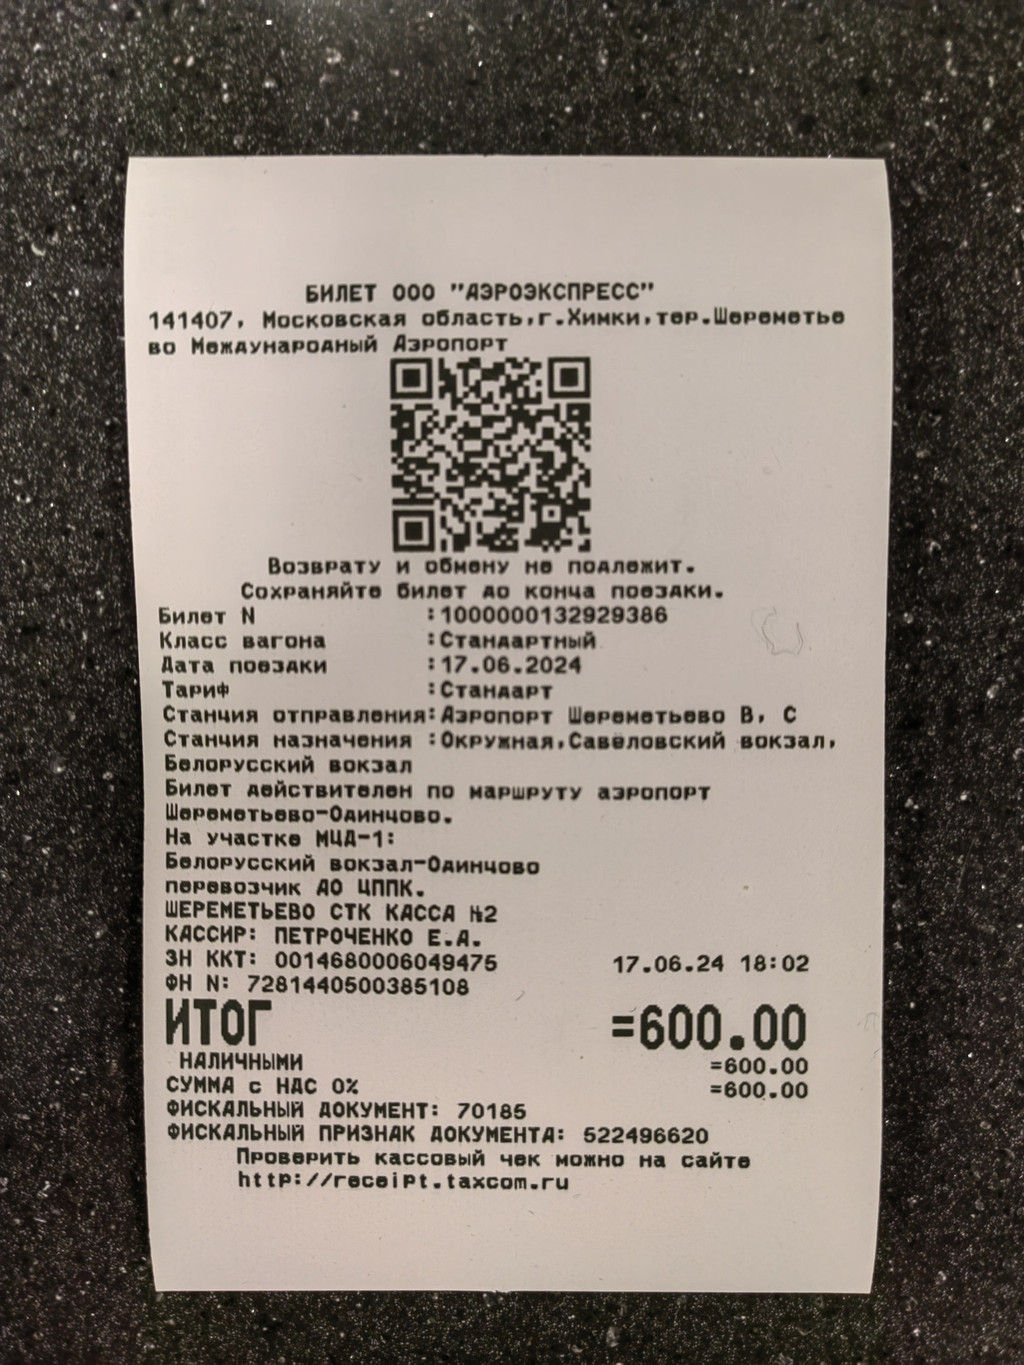 БИЛЕТ ООО "АЭРОЭКСПРЕСС"
141407, Московская область,г.Химки,тер.Шереметье
во Международный Аэропорт
Возврату и обмену не подлежит.
Сохраняйте билет до конца поездки.
Билет N :1000000132929386
Класс вагона :Стандартный
Дата поездки :17.06.2024
Тариф :Стандарт
Станция отправления:Аэропорт Шереметьево В, С
Станция назначения :Окружная,Савёловский вокзал,
Белорусский вокзал
Билет действителен по маршруту аэропорт
Шереметьево-Одинцово.
На участке МЦД-1:
Белорусский вокзал-Одинцово
перевозчик АО ЦППК.
ШЕРЕМЕТЬЕВО СТК КАССА №2
КАССИР: ПЕТРОЧЕНКО Е.А.
ЗН ККТ: 0014680006049475 17.06.24 18:02
ФН N: 7281440500385108
ИТОГ =600.00
НАЛИЧНЫМИ =600.00
СУММА с НДС 0% =600.00
ФИСКАЛЬНЫЙ ДОКУМЕНТ: 70185
ФИСКАЛЬНЫЙ ПРИЗНАК ДОКУМЕНТА: 522496620
Проверить кассовый чек можно на сайте
http://receipt.taxcom.ru